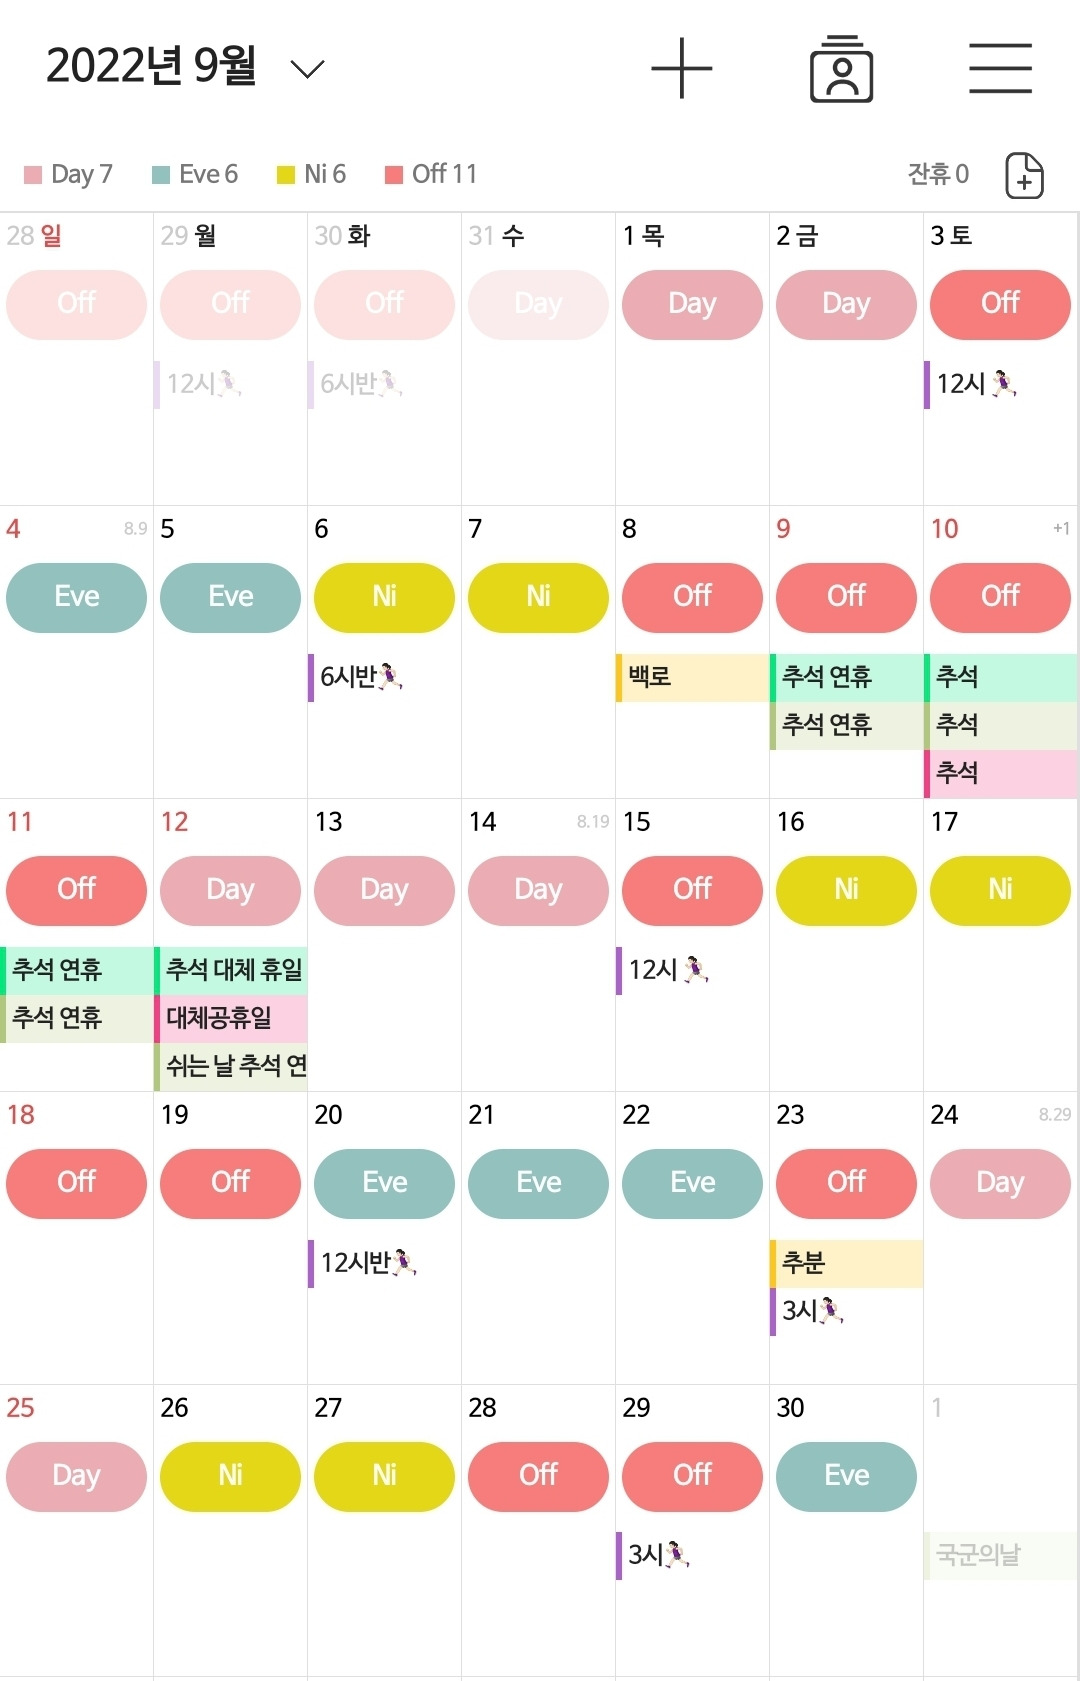 2022년 9월
Day 7 Eve 6 Ni 6 Off 11 잔휴 0
28 일 29 월 30 화 31 수 1 목 2 금 3 토
Off Off Off Day Day Day Off
12시 6시반 12시
4 8.9 5 6 7 8 9 10 +1
Eve Eve Ni Ni Off Off Off
6시반 백로 추석 연휴 추석
추석 연휴 추석
추석
11 12 13 14 8.19 15 16 17
Off Day Day Day Off Ni Ni
추석 연휴 추석 대체 휴일 12시
추석 연휴 대체공휴일
쉬는 날 추석 연
18 19 20 21 22 23 24 8.29
Off Off Eve Eve Eve Off Day
12시반 추분
3시
25 26 27 28 29 30 1
Day Ni Ni Off Off Eve
3시 국군의날